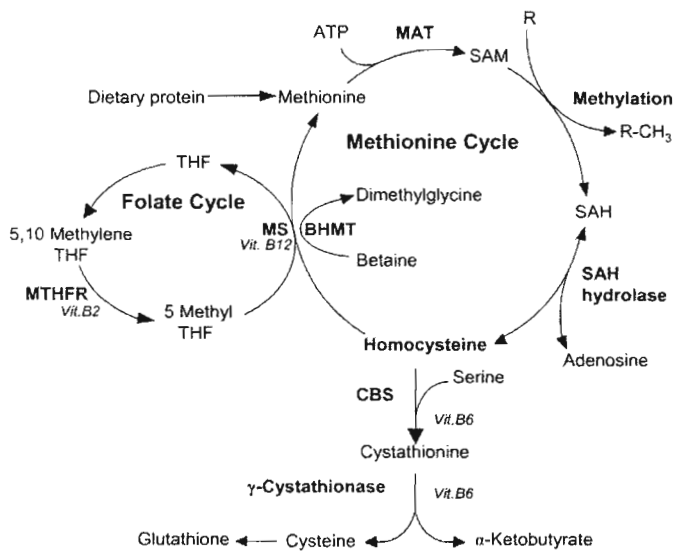 R
ATP
MAT
SAM
Dietary protein
Methionine
Methylation
R-CH₃
Methionine Cycle
THF
Folate Cycle
Dimethylglycine
SAH
5,10 Methylene
THF
MS
BHMT
Vit. B12
Betaine
MTHFR
Vit.B2
5 Methyl
THF
SAH
hydrolase
Homocysteine
Adenosine
Serine
CBS
Vit.B6
Cystathionine
γ-Cystathionase
Vit.B6
Glutathione
Cysteine
α-Ketobutyrate